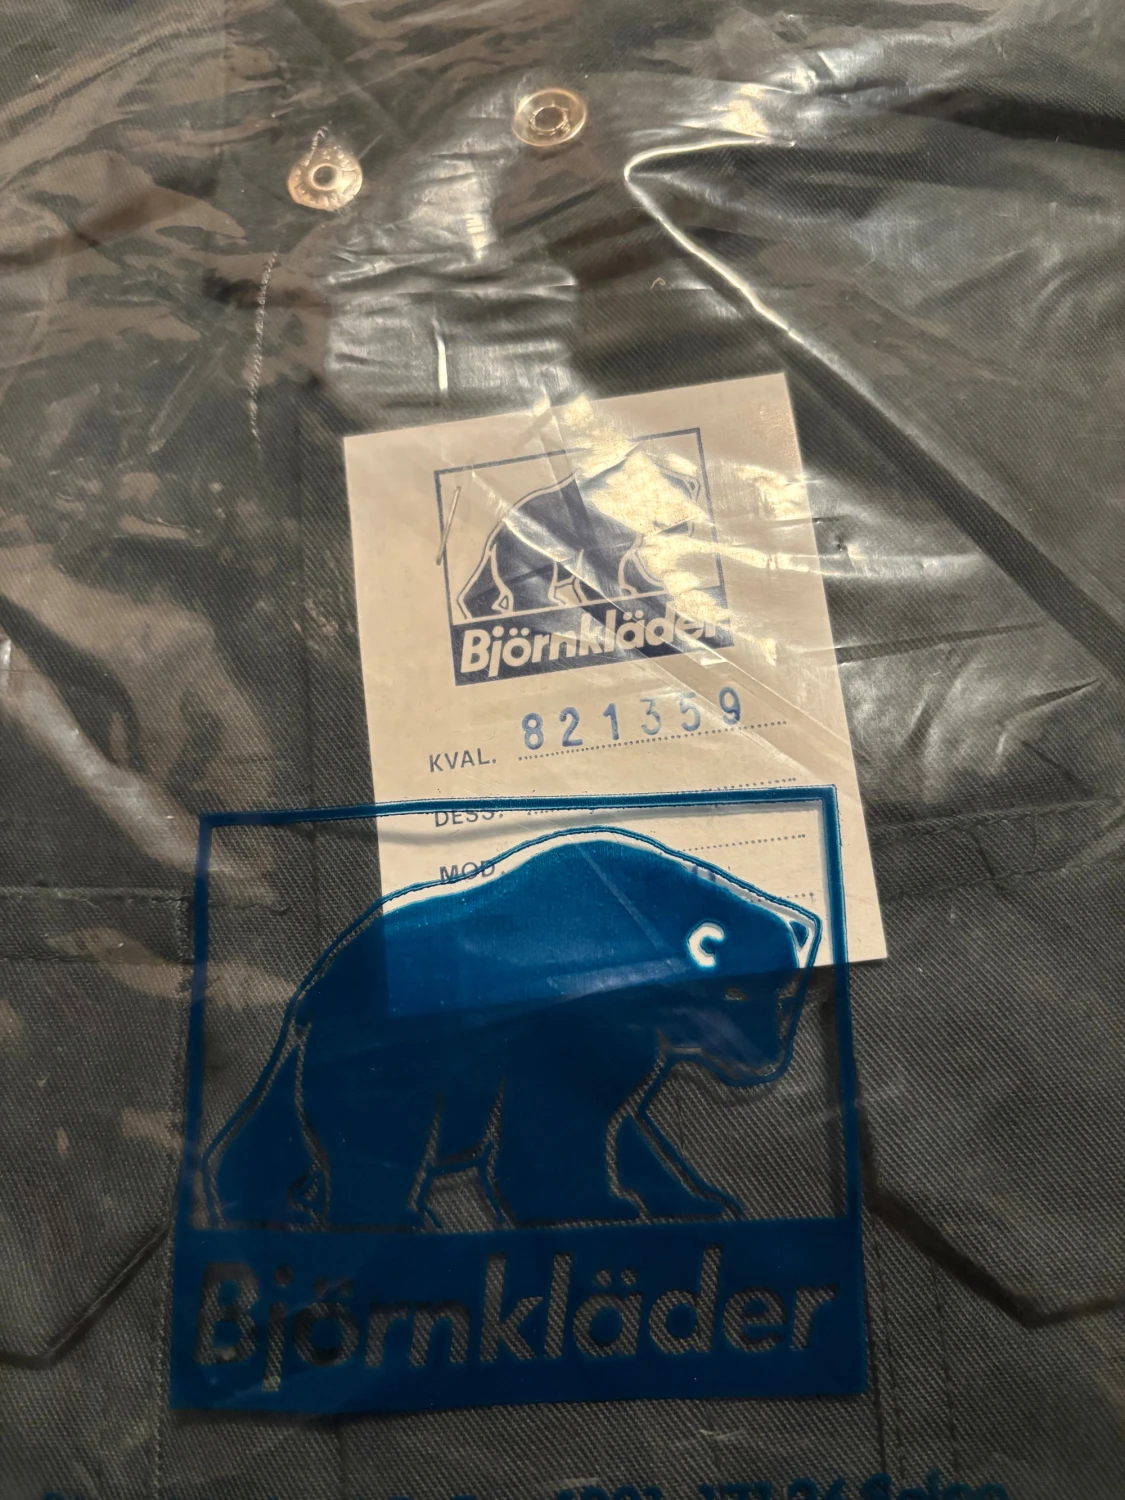 Björnkläder
KVAL. 821359
DESS.
MOD.
Björnkläder